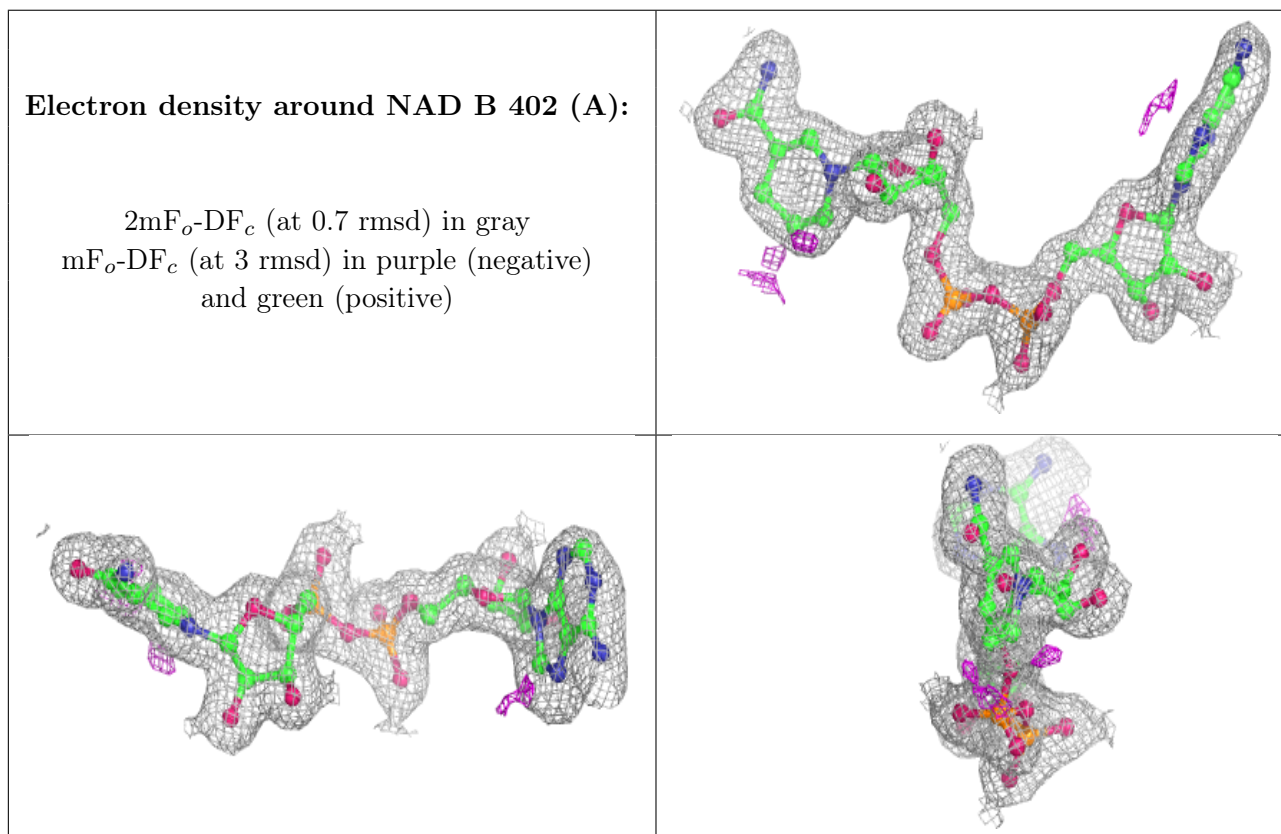 Electron density around NAD B 402 (A):
2mFo-DFc (at 0.7 rmsd) in gray
mFo-DFc (at 3 rmsd) in purple (negative)
and green (positive)